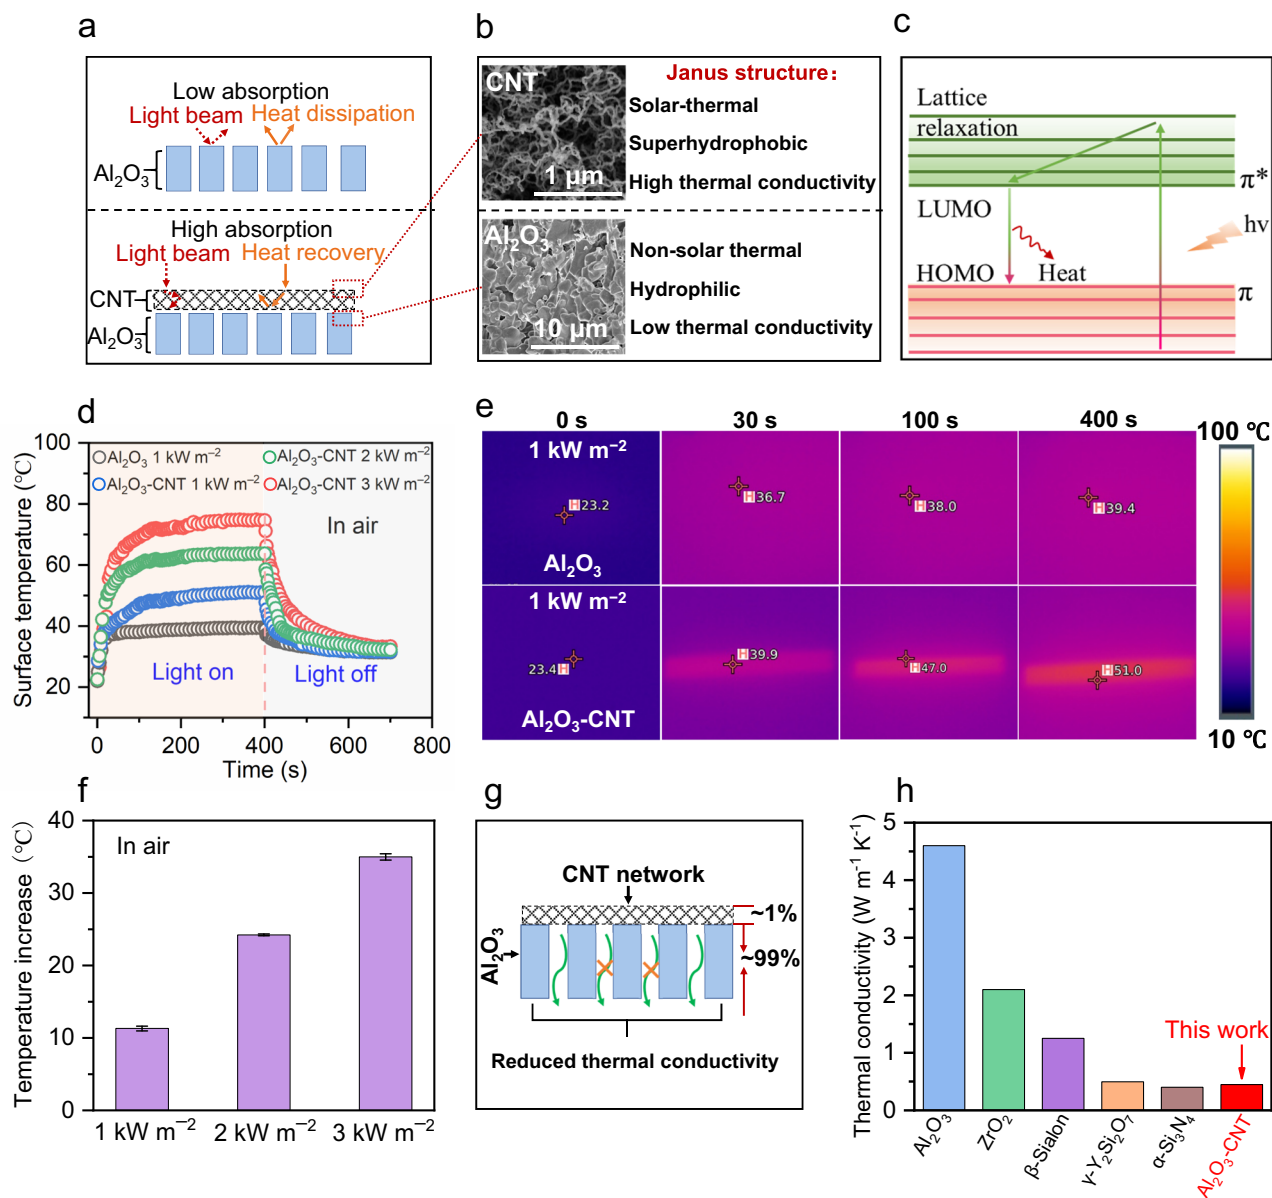 a
Low absorption
Light beam
Heat dissipation
Al₂O₃
High absorption
Light beam
Heat recovery
CNT
Al₂O₃
b
CNT
1 μm
Janus structure:
Solar-thermal
Superhydrophobic
High thermal conductivity
Al₂O₃
10 μm
Non-solar thermal
Hydrophilic
Low thermal conductivity
c
Lattice
relaxation
π*
LUMO
hv
HOMO
Heat
π
d
Surface temperature (℃)
100
80
60
40
20
Al₂O₃ 1 kW m⁻²
Al₂O₃-CNT 2 kW m⁻²
Al₂O₃-CNT 1 kW m⁻²
Al₂O₃-CNT 3 kW m⁻²
In air
Light on
Light off
0
200
400
600
800
Time (s)
e
0 s
30 s
100 s
400 s
1 kW m⁻²
H 23.2
Al₂O₃
H 36.7
H 38.0
H 39.4
1 kW m⁻²
23.4 H
Al₂O₃-CNT
H 39.9
H 47.0
H 51.0
100 ℃
10 ℃
f
Temperature increase (℃)
40
30
20
10
0
In air
1 kW m⁻²
2 kW m⁻²
3 kW m⁻²
g
CNT network
~1%
Al₂O₃
~99%
Reduced thermal conductivity
h
Thermal conductivity (W m⁻¹ K⁻¹)
5
4
3
2
1
0
This work
Al₂O₃
ZrO₂
β-Sialon
γ-Y₂Si₂O₇
α-Si₃N₄
Al₂O₃-CNT